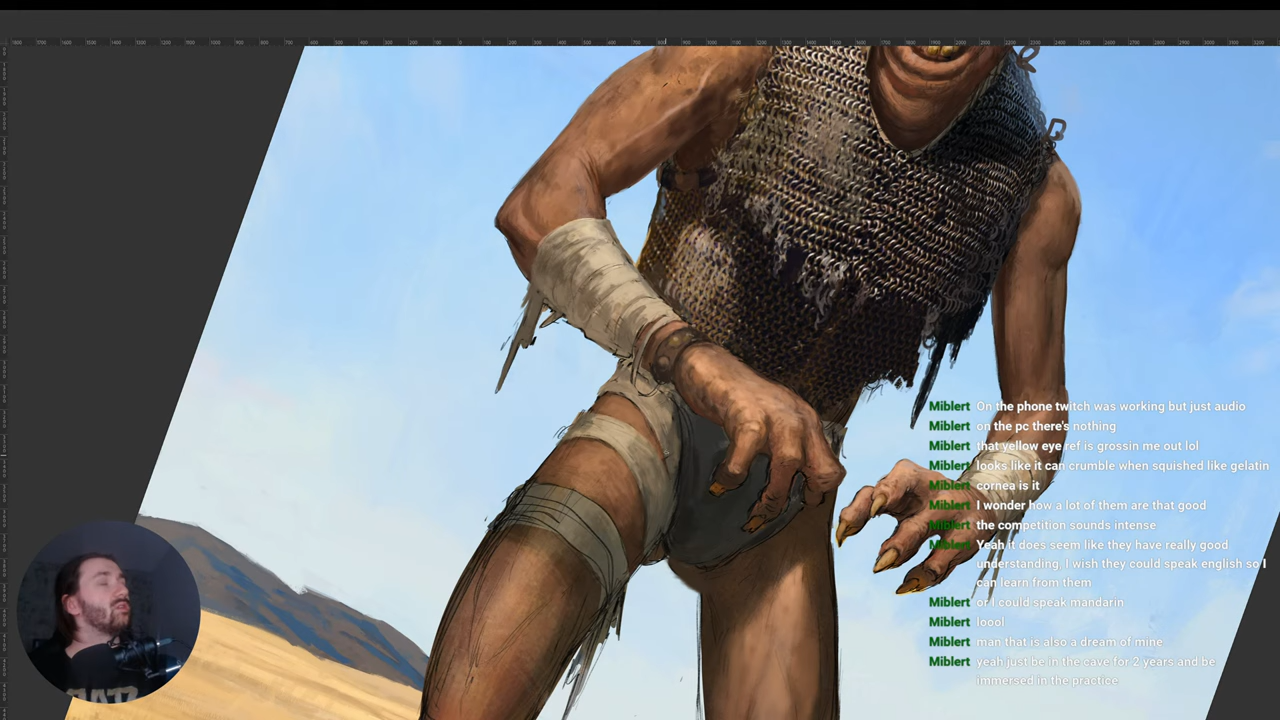 Miblert On the phone twitch was working but just audio
Miblert on the pc there's nothing
Miblert that yellow eye ref is grossin me out lol
Miblert looks like it can crumble when squished like gelatin
Miblert cornea is it
Miblert I wonder how a lot of them are that good
Miblert the competition sounds intense
Miblert Yeah it does seem like they have really good
understanding, I wish they could speak english so I
can learn from them
Miblert or I could speak mandarin
Miblert loool
Miblert man that is also a dream of mine
Miblert yeah just be in the cave for 2 years and be
immersed in the practice